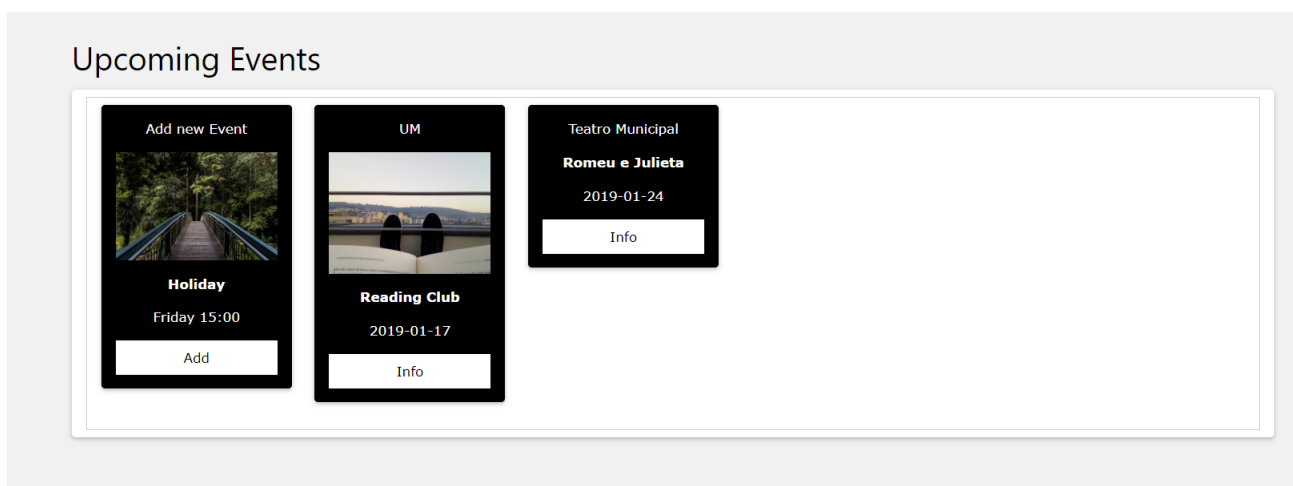 Upcoming Events
Add new Event
Holiday
Friday 15:00
Add
UM
Reading Club
2019-01-17
Info
Teatro Municipal
Romeu e Julieta
2019-01-24
Info